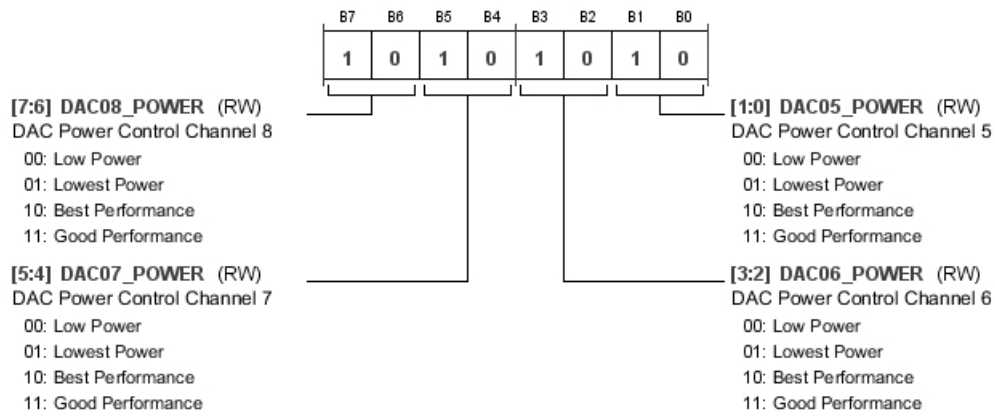 B7 B6 B5 B4 B3 B2 B1 B0
1 0 1 0 1 0 1 0
[7:6] DAC08_POWER (RW)
DAC Power Control Channel 8
00: Low Power
01: Lowest Power
10: Best Performance
11: Good Performance
[5:4] DAC07_POWER (RW)
DAC Power Control Channel 7
00: Low Power
01: Lowest Power
10: Best Performance
11: Good Performance
[1:0] DAC05_POWER (RW)
DAC Power Control Channel 5
00: Low Power
01: Lowest Power
10: Best Performance
11: Good Performance
[3:2] DAC06_POWER (RW)
DAC Power Control Channel 6
00: Low Power
01: Lowest Power
10: Best Performance
11: Good Performance